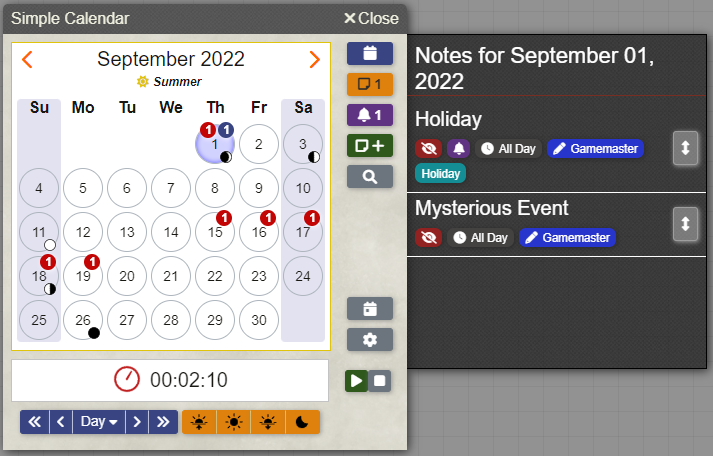 Simple Calendar
Close
September 2022
Summer
Su Mo Tu We Th Fr Sa
1 1
1 2 3
4 5 6 7 8 9 10
1 1 1
11 12 13 14 15 16 17
1 1
18 19 20 21 22 23 24
25 26 27 28 29 30
00:02:10
Day
1
1
Notes for September 01,
2022
Holiday
All Day Gamemaster
Holiday
Mysterious Event
All Day Gamemaster